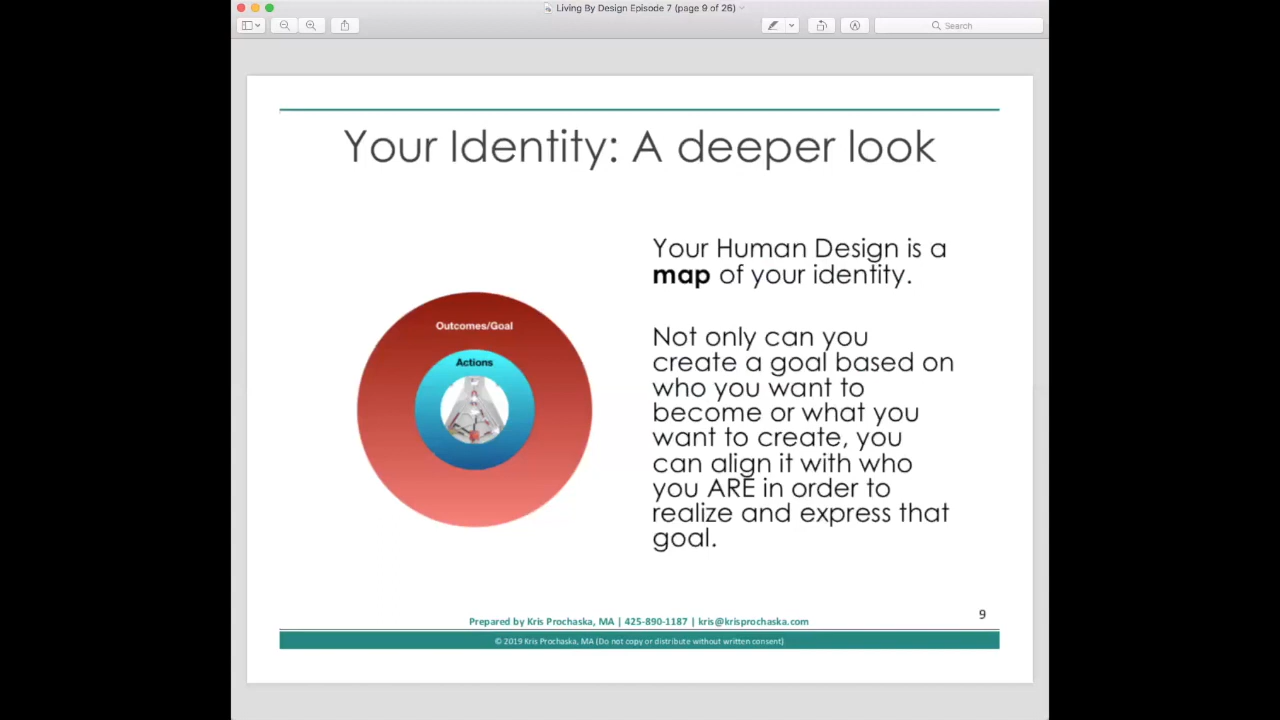 Living By Design Episode 7 (page 9 of 26)
Search
Your Identity: A deeper look
Outcomes/Goal
Actions
Your Human Design is a
map of your identity.
Not only can you
create a goal based on
who you want to
become or what you
want to create, you
can align it with who
you ARE in order to
realize and express that
goal.
9
Prepared by Kris Prochaska, MA | 425-890-1187 | kris@krisprochaska.com
© 2019 Kris Prochaska, MA (Do not copy or distribute without written consent)